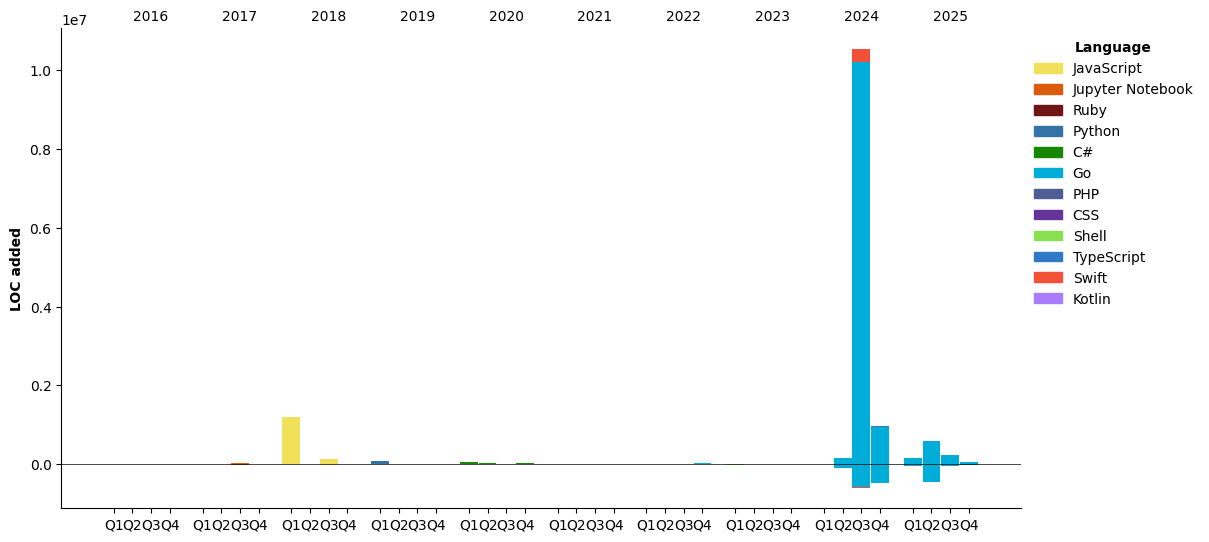 2016 2017 2018 2019 2020 2021 2022 2023 2024 2025
1e7
1.0
0.8
0.6
0.4
0.2
0.0
LOC added
Q1Q2Q3Q4 Q1Q2Q3Q4 Q1Q2Q3Q4 Q1Q2Q3Q4 Q1Q2Q3Q4 Q1Q2Q3Q4 Q1Q2Q3Q4 Q1Q2Q3Q4 Q1Q2Q3Q4 Q1Q2Q3Q4
Language
JavaScript
Jupyter Notebook
Ruby
Python
C#
Go
PHP
CSS
Shell
TypeScript
Swift
Kotlin